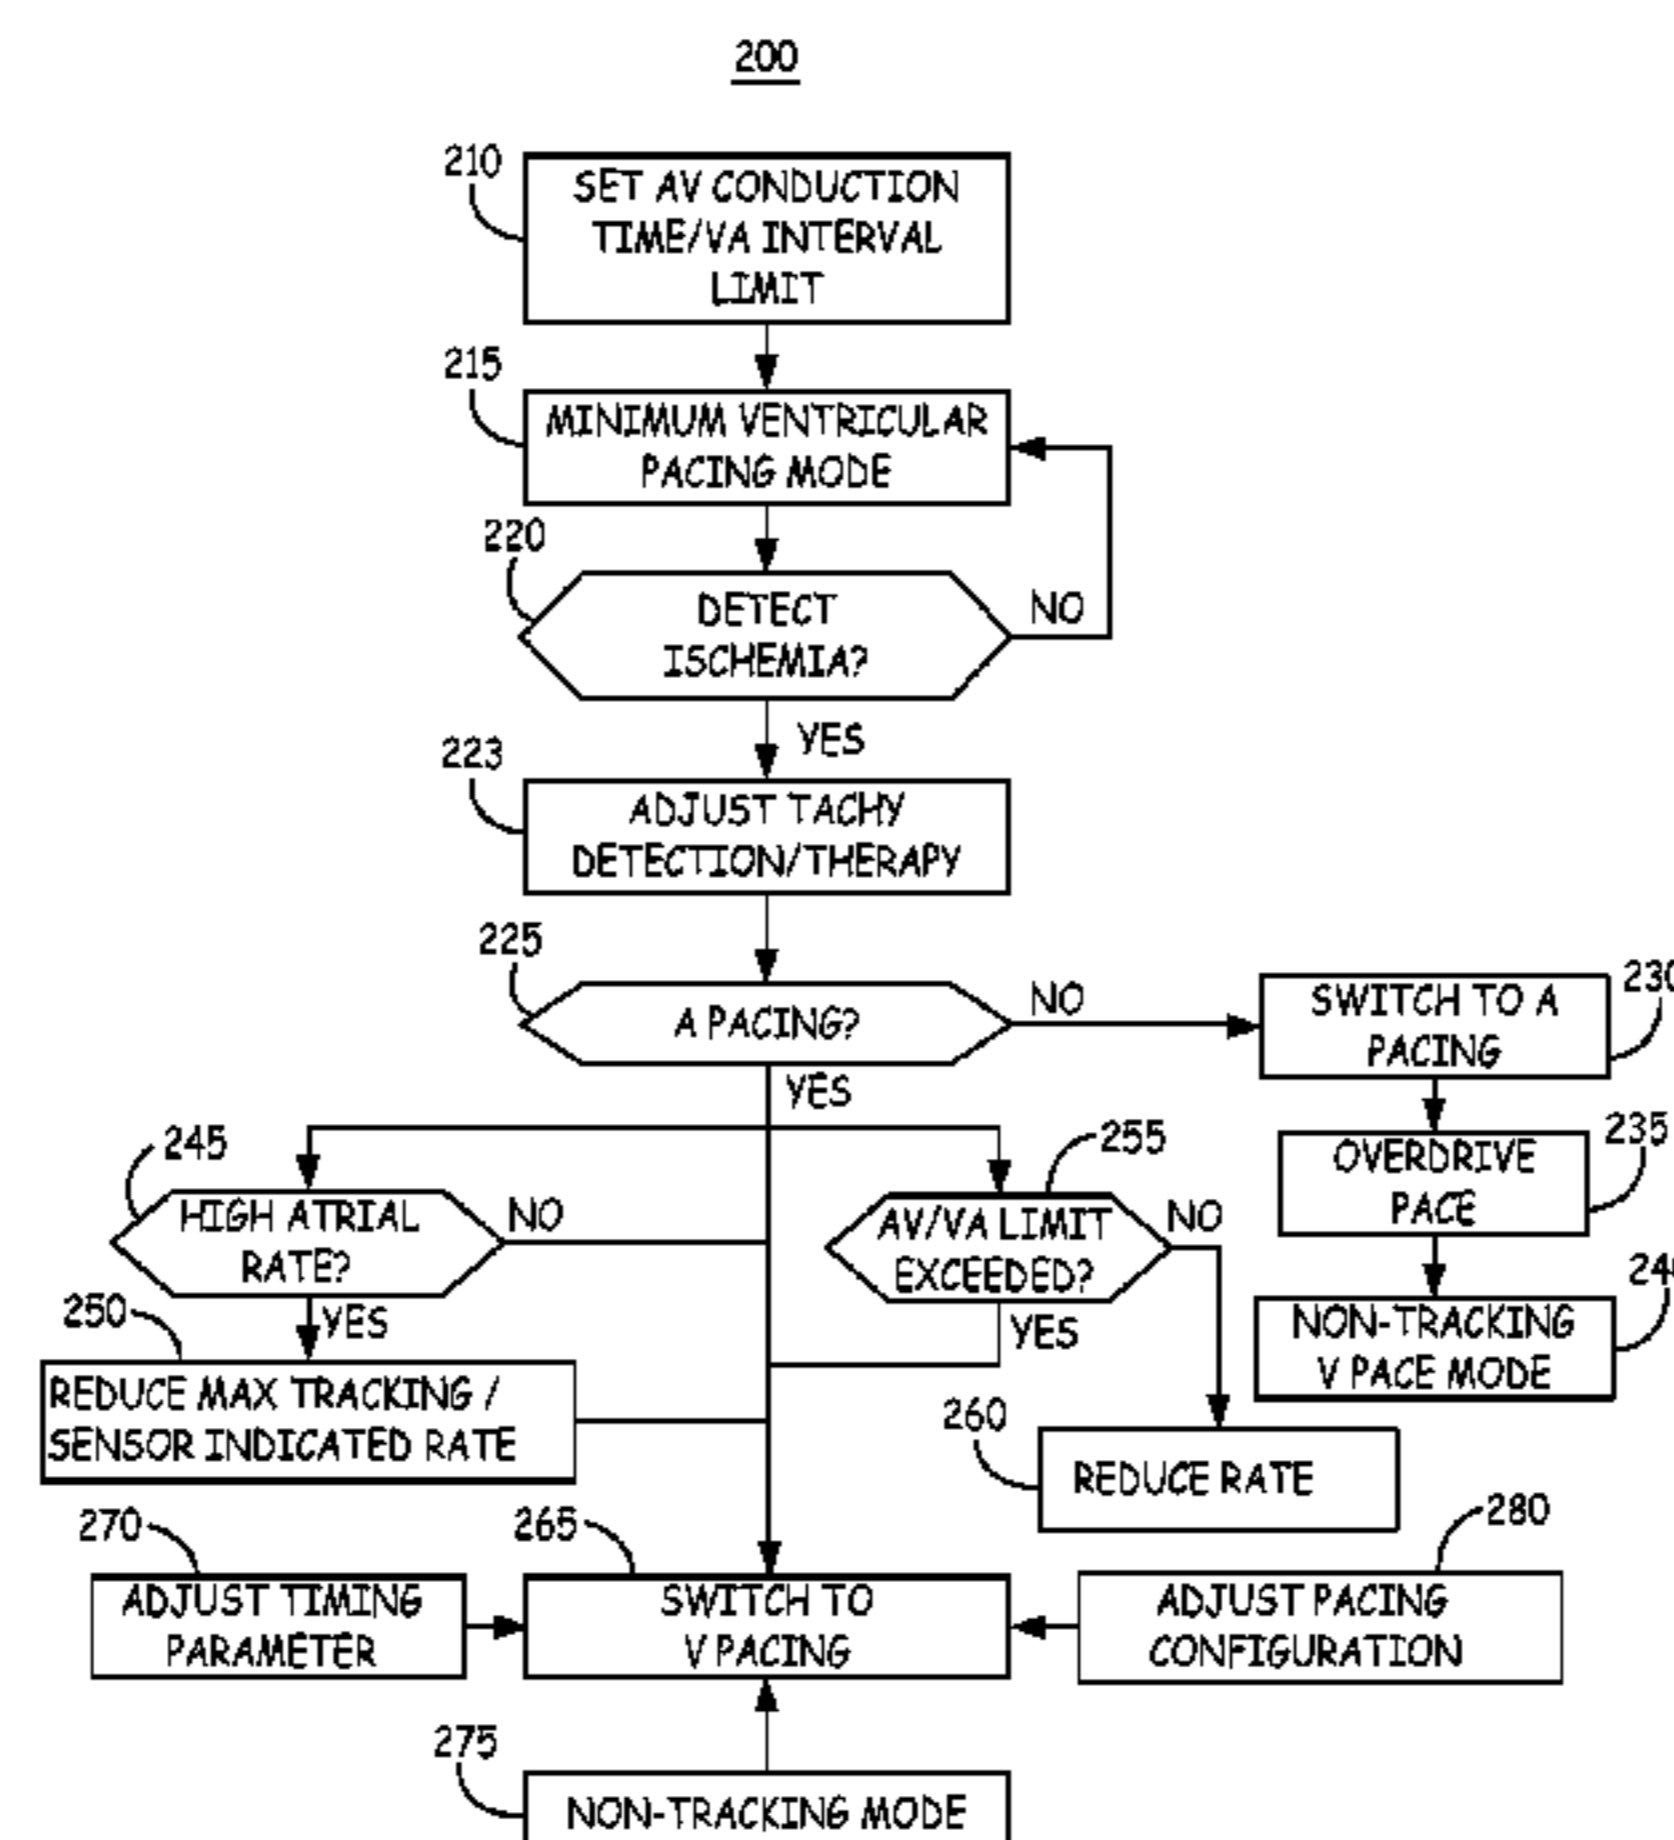 200
210
SET AV CONDUCTION
TIME/VA INTERVAL
LIMIT
215
MINIMUM VENTRICULAR
PACING MODE
220
DETECT
ISCHEMIA?
NO
YES
223
ADJUST TACHY
DETECTION/THERAPY
225
A PACING?
NO
YES
SWITCH TO A
PACING
230
OVERDRIVE
PACE
235
NON-TRACKING
V PACE MODE
245
HIGH ATRIAL
RATE?
NO
YES
255
AV/VA LIMIT
EXCEEDED?
NO
YES
250
REDUCE MAX TRACKING /
SENSOR INDICATED RATE
260
REDUCE RATE
270
ADJUST TIMING
PARAMETER
265
SWITCH TO
V PACING
280
ADJUST PACING
CONFIGURATION
275
NON-TRACKING MODE